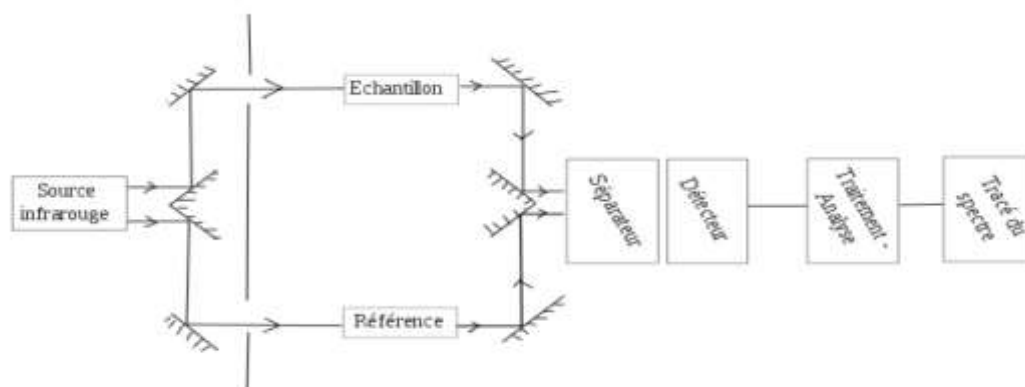 Echantillon
Source
infrarouge
Séparateur
Détecteur
Traitement -
Analyse
Tracé du
spectre
Référence